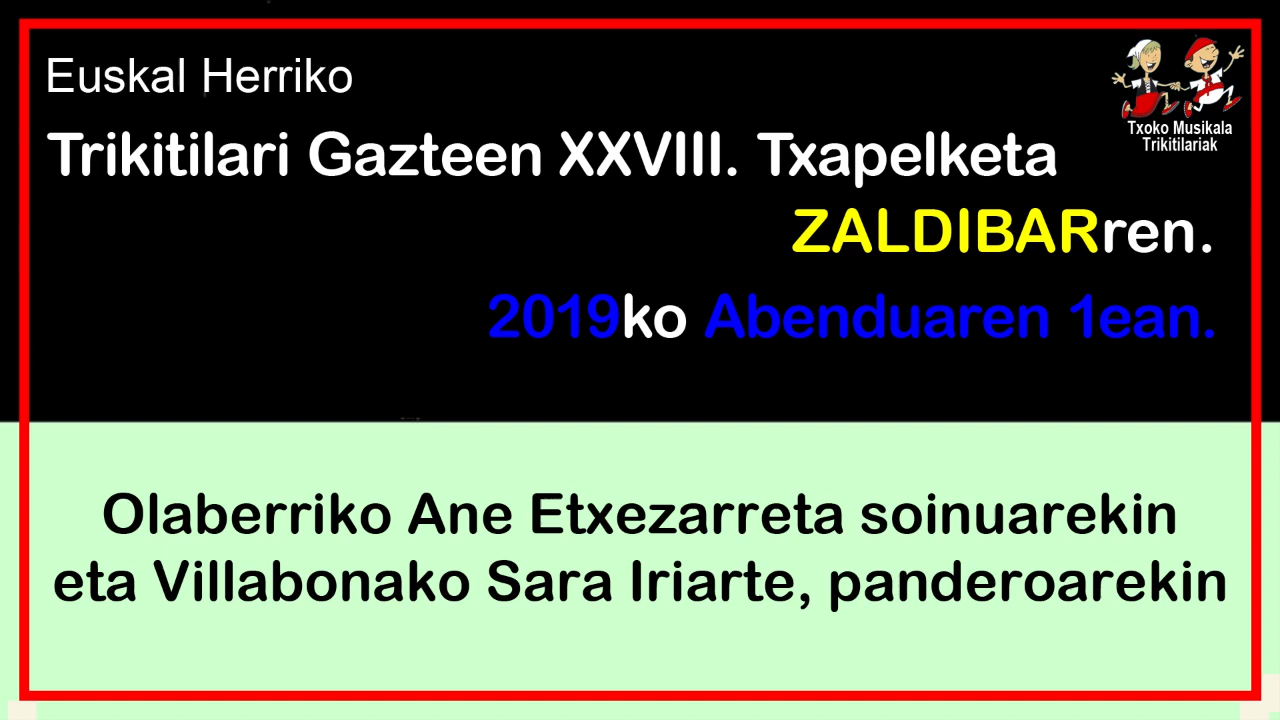 Euskal Herriko
Txoko Musikala
Trikitilariak
Trikitilari Gazteen XXVIII. Txapelketa
ZALDIBARren.
2019ko Abenduaren 1ean.
Olaberriko Ane Etxezarreta soinuarekin
eta Villabonako Sara Iriarte, panderoarekin